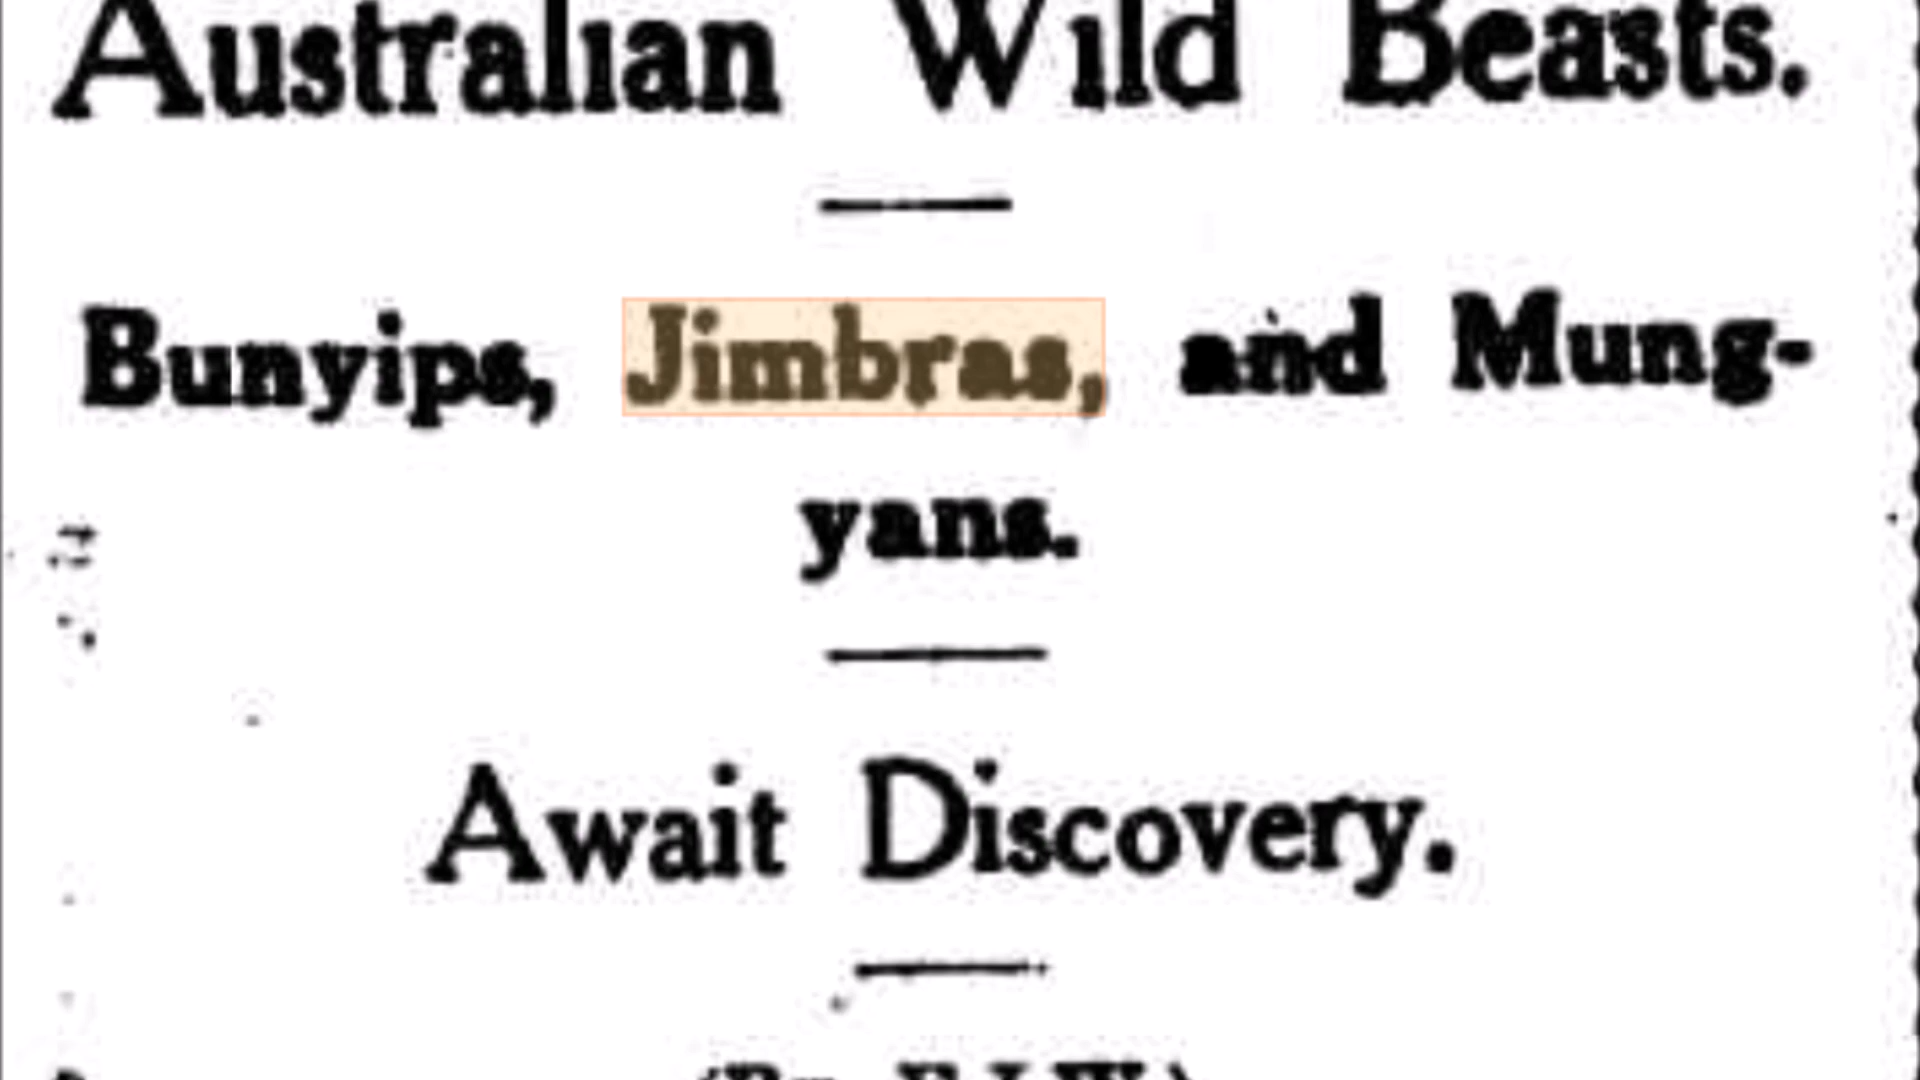 Australian Wild Beasts.
Bunyips, Jimbras, and Mung-
yans.
Await Discovery.